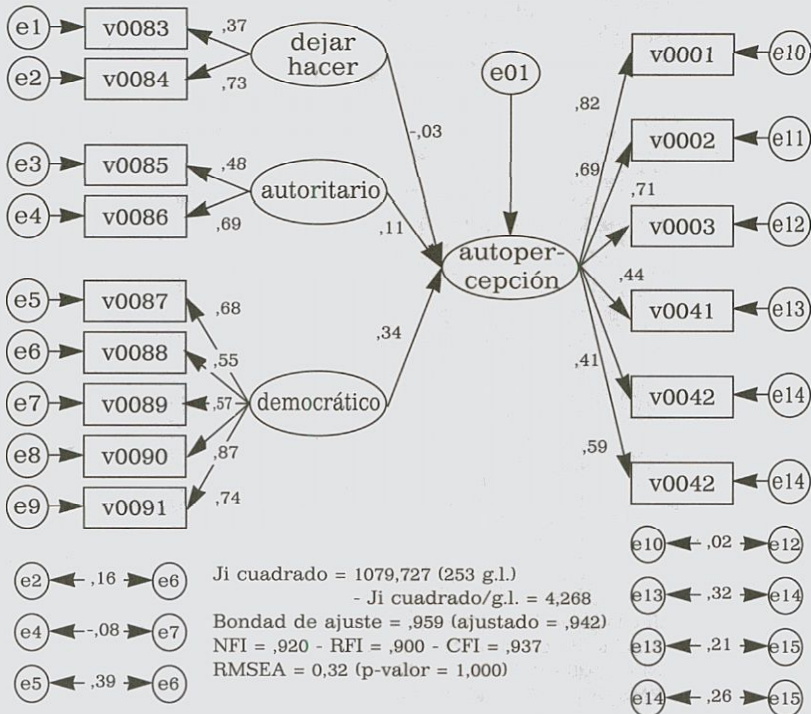 e1 v0083 ,37
e2 v0084 ,73
dejar
hacer
e3 v0085 ,48
e4 v0086 ,69
autoritario
e5 v0087 ,68
e6 v0088 ,55
e7 v0089 ,57
e8 v0090 ,87
e9 v0091 ,74
democrático
-,03
,11
,34
e01
autoper-
cepción
,82 v0001 e10
,69 v0002 e11
,71 v0003 e12
,44 v0041 e13
,41 v0042 e14
,59 v0042 e14
e2 ,16 e6
e4 -,08 e7
e5 ,39 e6
Ji cuadrado = 1079,727 (253 g.l.)
- Ji cuadrado/g.l. = 4,268
Bondad de ajuste = ,959 (ajustado = ,942)
NFI = ,920 - RFI = ,900 - CFI = ,937
RMSEA = 0,32 (p-valor = 1,000)
e10 ,02 e12
e13 ,32 e14
e13 ,21 e15
e14 ,26 e15